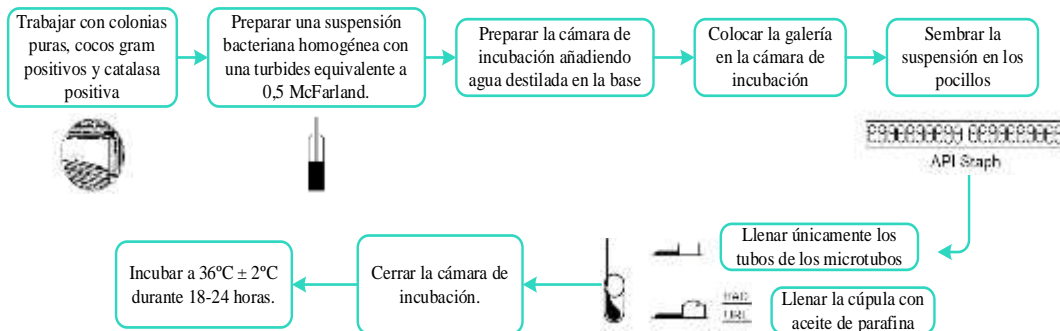 Trabajar con colonias
puras, cocos gram
positivos y catalasa
positiva
Preparar una suspensión
bacteriana homogénea con
una turbides equivalente a
0,5 McFarland.
Preparar la cámara de
incubación añadiendo
agua destilada en la base
Colocar la galería
en la cámara de
incubación
Sembrar la
suspensión en los
pocillos
API Staph
Llenar únicamente los
tubos de los microtubos
Llenar la cúpula con
aceite de parafina
Cerrar la cámara de
incubación.
Incubar a 36ºC ± 2ºC
durante 18-24 horas.